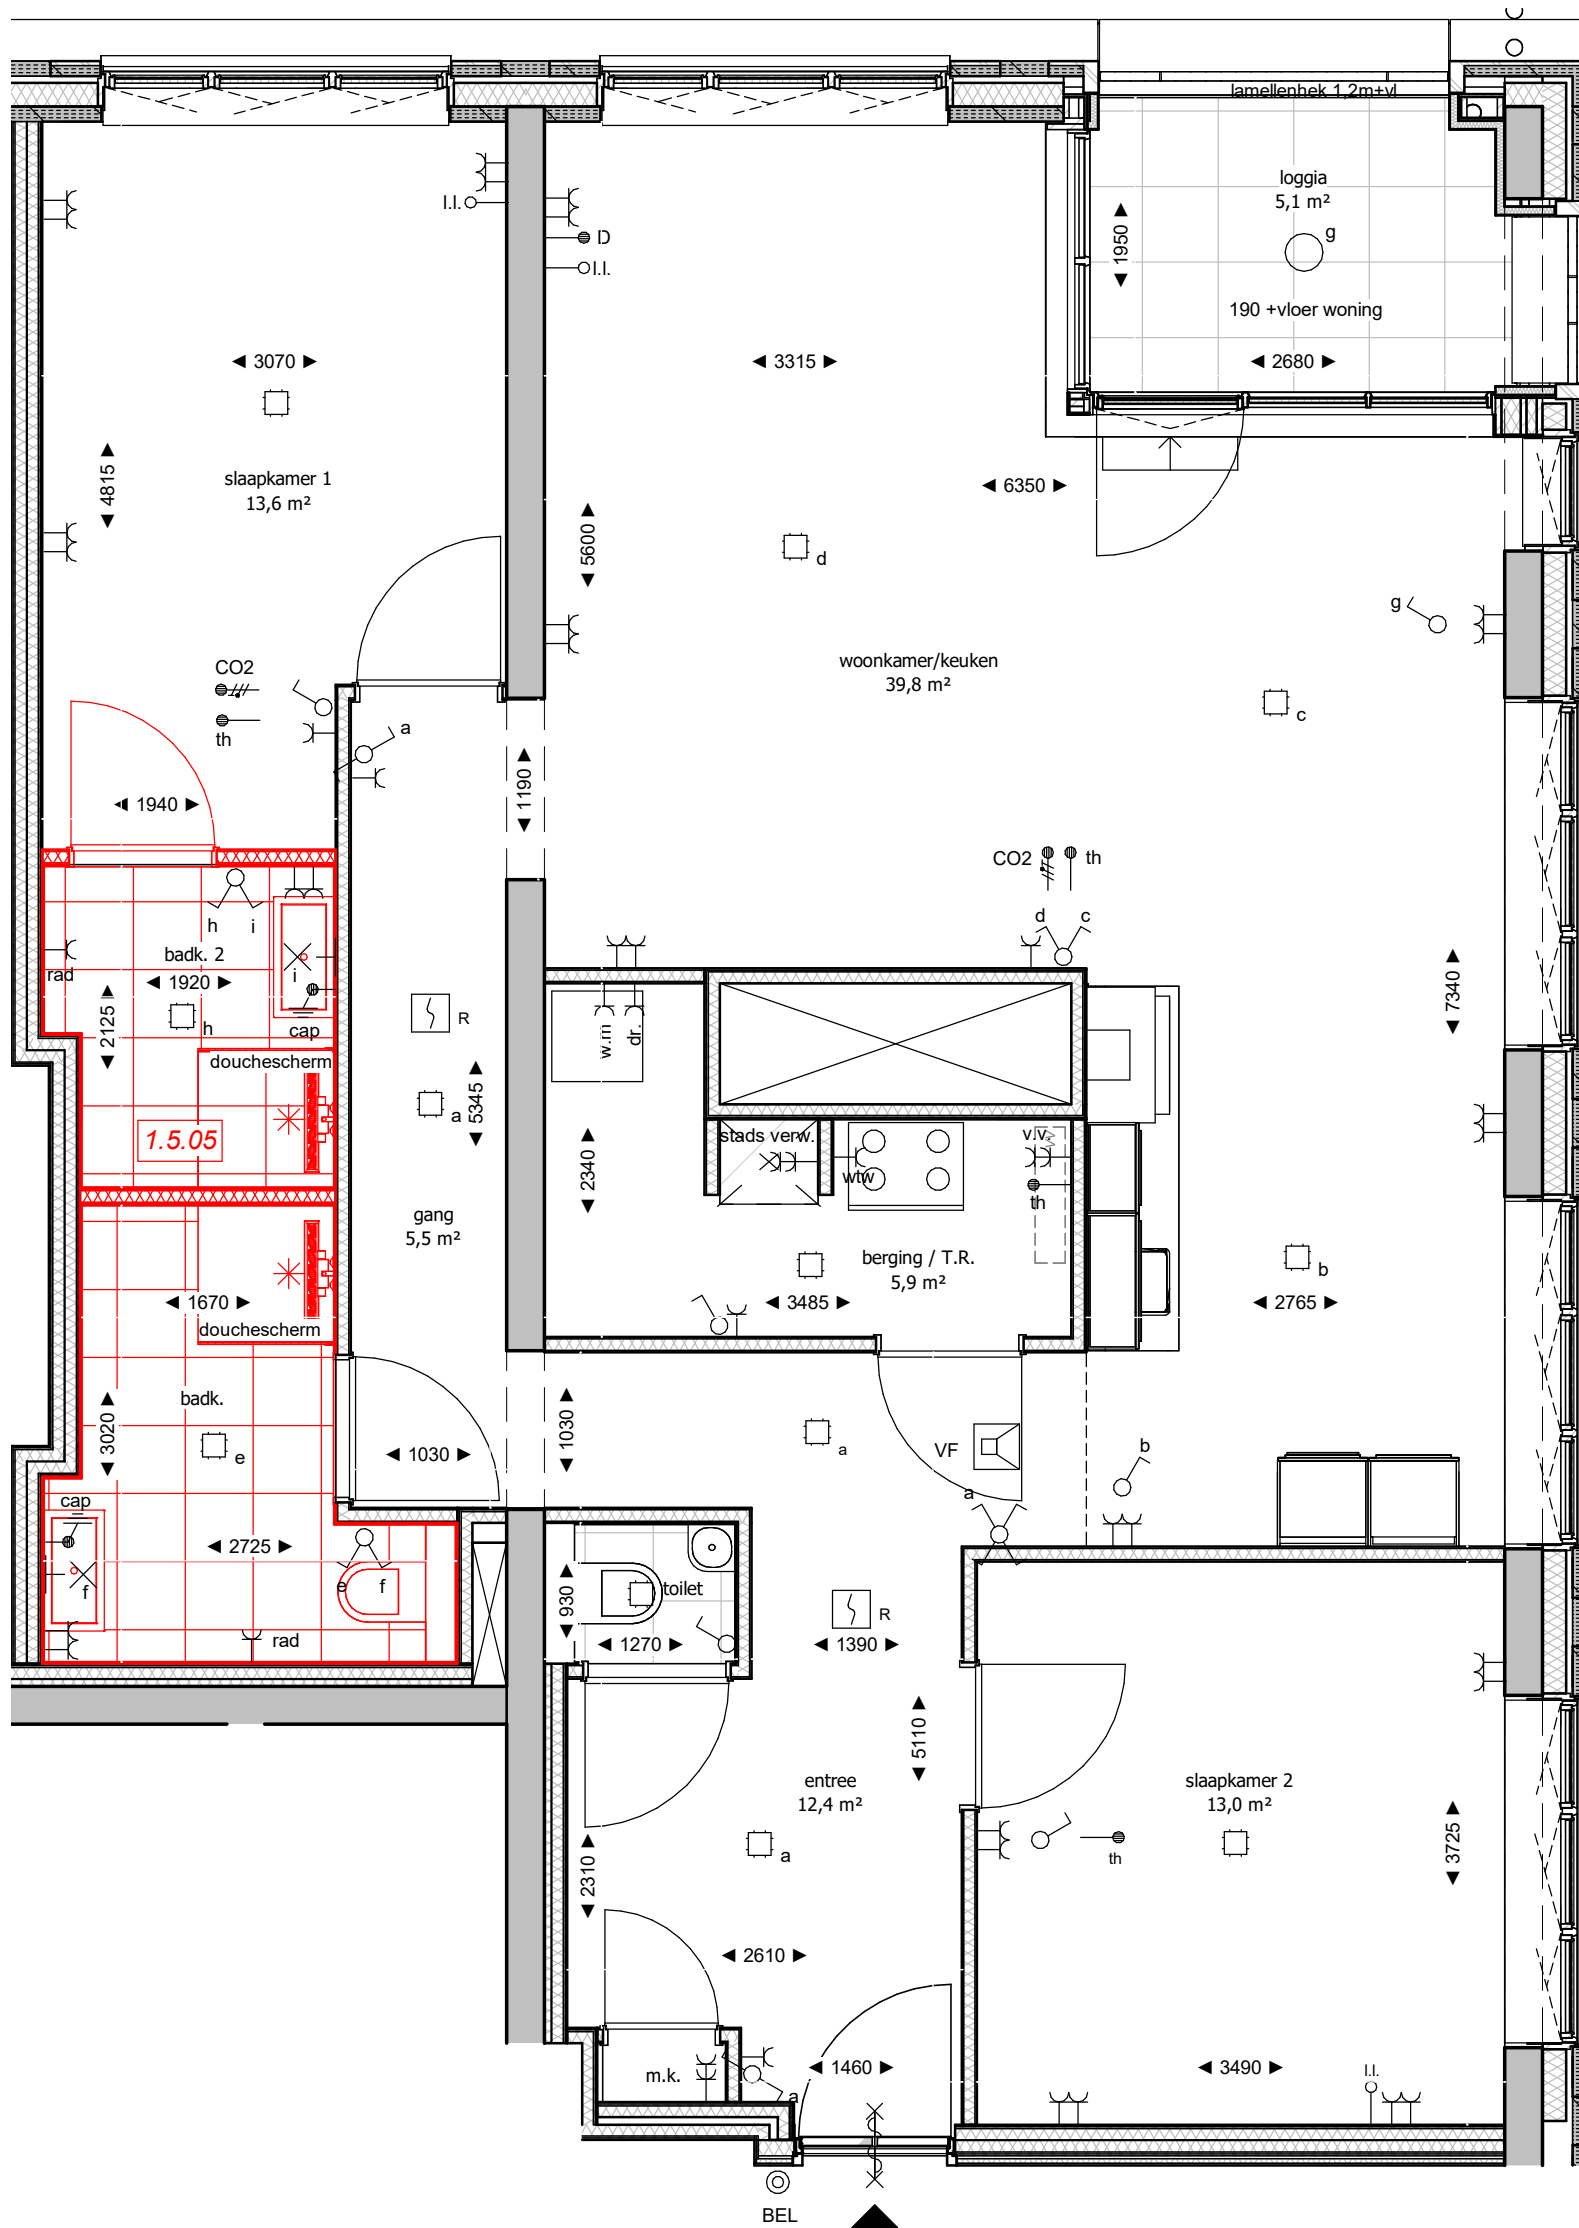 lamellenhek 1,2m+vl
loggia
5,1 m²
g
1950
190 +vloer woning
2680
l.l.
D
l.l.
3070
3315
4815
slaapkamer 1
13,6 m²
6350
5600
d
g
woonkamer/keuken
39,8 m²
CO2
th
a
c
1190
1940
CO2
th
d
c
h
i
badk. 2
rad
1920
i
2125
h
cap
R
w.m
dr.
7340
douchescherm
a
5345
1.5.05
stads verw.
v.v.
wtw
th
2340
gang
5,5 m²
berging / T.R.
5,9 m²
b
1670
3485
2765
douchescherm
badk.
3020
e
1030
1030
a
VF
b
cap
a
2725
e
f
f
930
toilet
R
rad
1270
1390
5110
entree
12,4 m²
slaapkamer 2
13,0 m²
a
th
3725
2310
2610
m.k.
a
1460
3490
l.l.
BEL